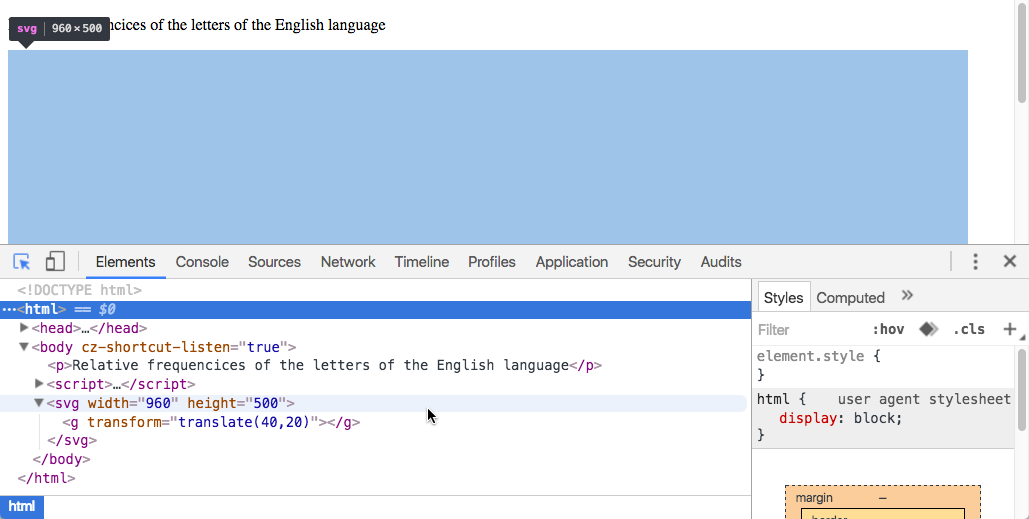 ncices of the letters of the English language
svg 960×500
Elements Console Sources Network Timeline Profiles Application Security Audits
<!DOCTYPE html>
…<html> == $0
<head>…</head>
<body cz-shortcut-listen="true">
<p>Relative frequencices of the letters of the English language</p>
<script>…</script>
<svg width="960" height="500">
<g transform="translate(40,20)"></g>
</svg>
</body>
</html>
html
Styles Computed »
Filter :hov .cls +
element.style {
}
html { user agent stylesheet
display: block;
}
margin –
border